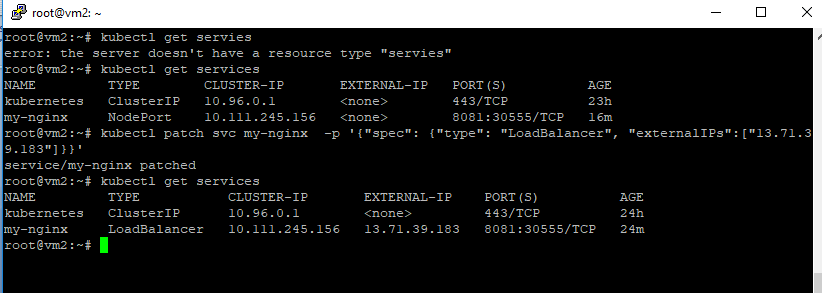 root@vm2: ~
root@vm2:~# kubectl get servies
error: the server doesn't have a resource type "servies"
root@vm2:~# kubectl get services
NAME TYPE CLUSTER-IP EXTERNAL-IP PORT(S) AGE
kubernetes ClusterIP 10.96.0.1 <none> 443/TCP 23h
my-nginx NodePort 10.111.245.156 <none> 8081:30555/TCP 16m
root@vm2:~# kubectl patch svc my-nginx -p '{"spec": {"type": "LoadBalancer", "externalIPs":["13.71.3
9.183"]}}'
service/my-nginx patched
root@vm2:~# kubectl get services
NAME TYPE CLUSTER-IP EXTERNAL-IP PORT(S) AGE
kubernetes ClusterIP 10.96.0.1 <none> 443/TCP 24h
my-nginx LoadBalancer 10.111.245.156 13.71.39.183 8081:30555/TCP 24m
root@vm2:~#